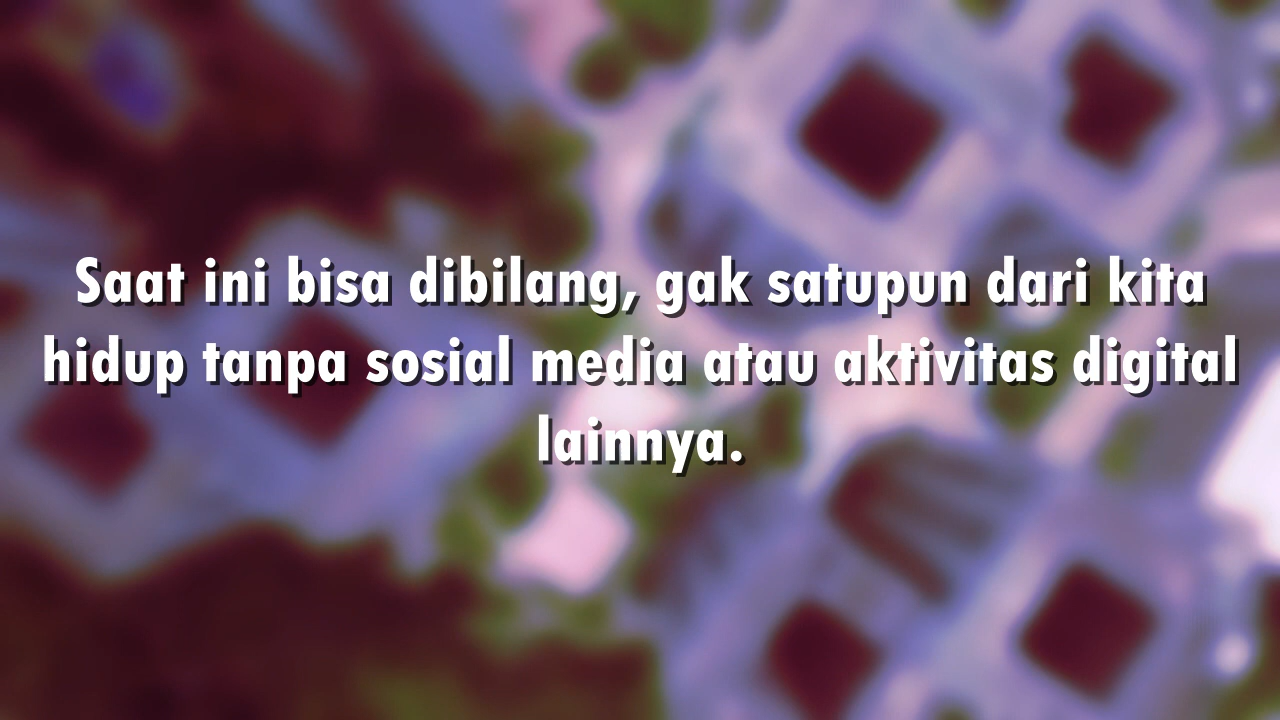 Saat ini bisa dibilang, gak satupun dari kita
hidup tanpa sosial media atau aktivitas digital
lainnya.